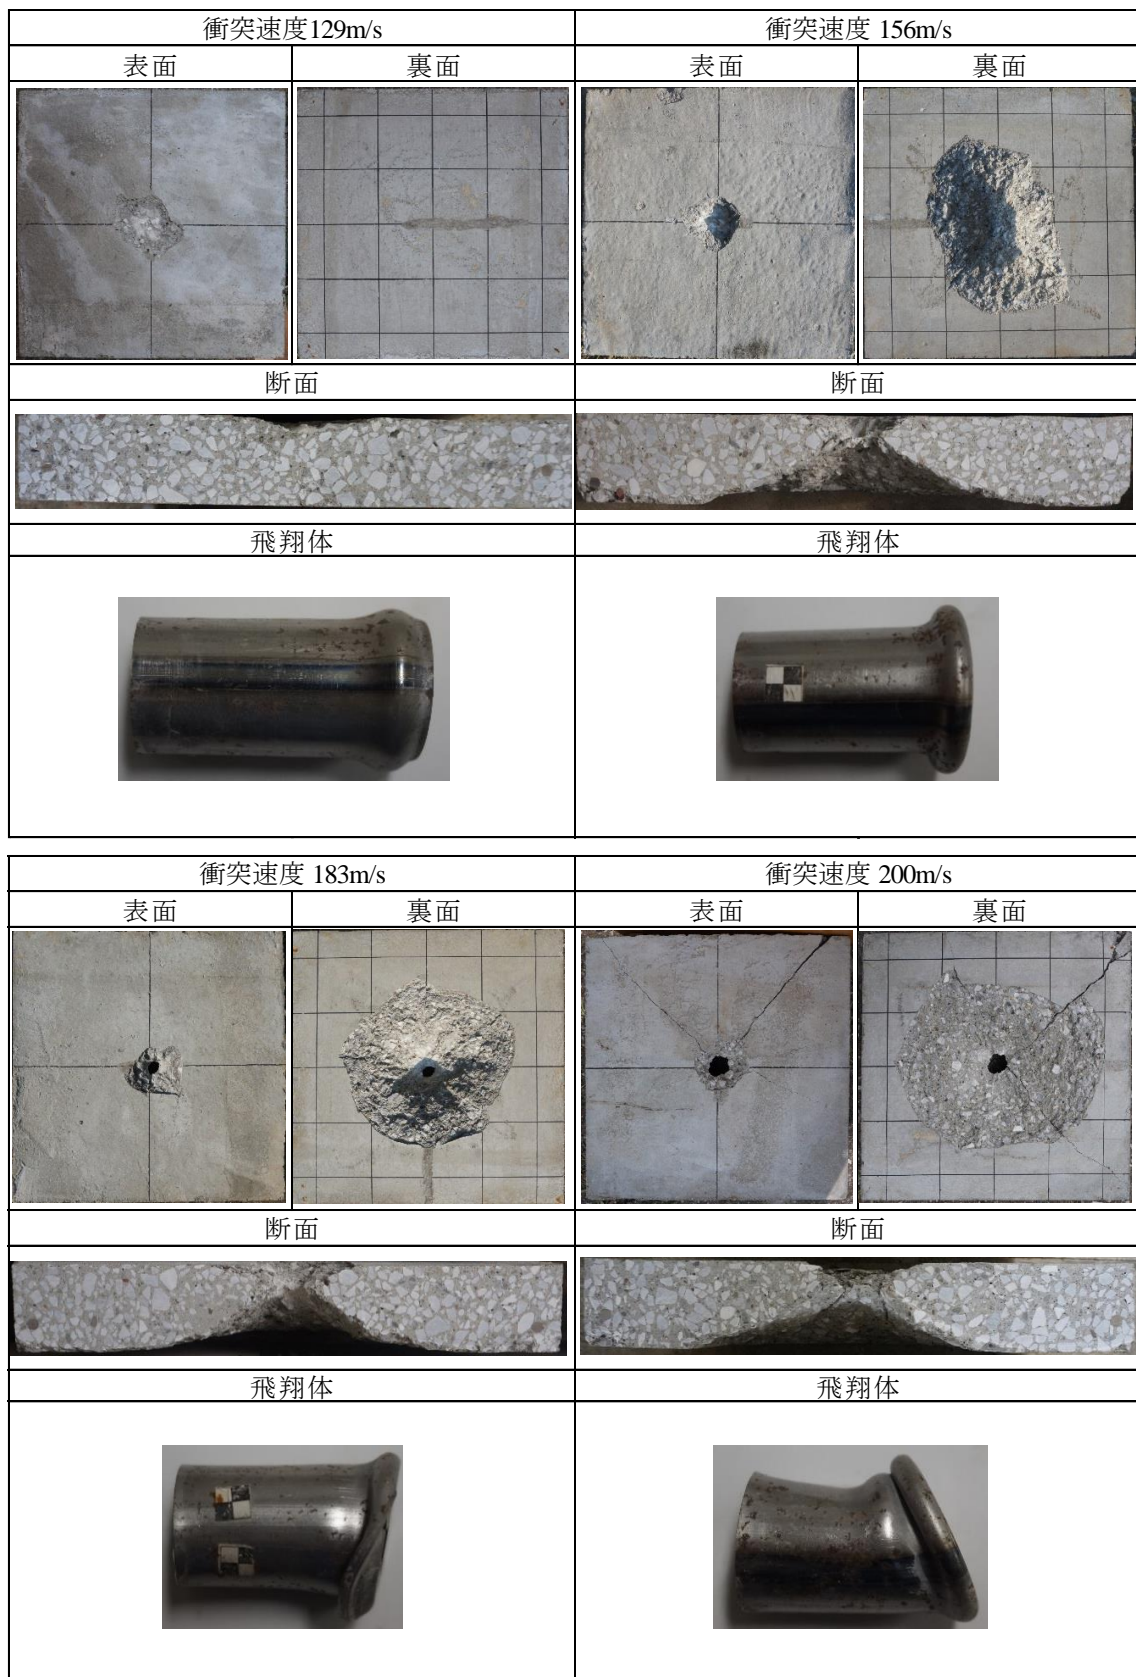 衝突速度129m/s
衝突速度 156m/s
表面
裏面
表面
裏面
断面
断面
飛翔体
飛翔体
衝突速度 183m/s
衝突速度 200m/s
表面
裏面
表面
裏面
断面
断面
飛翔体
飛翔体